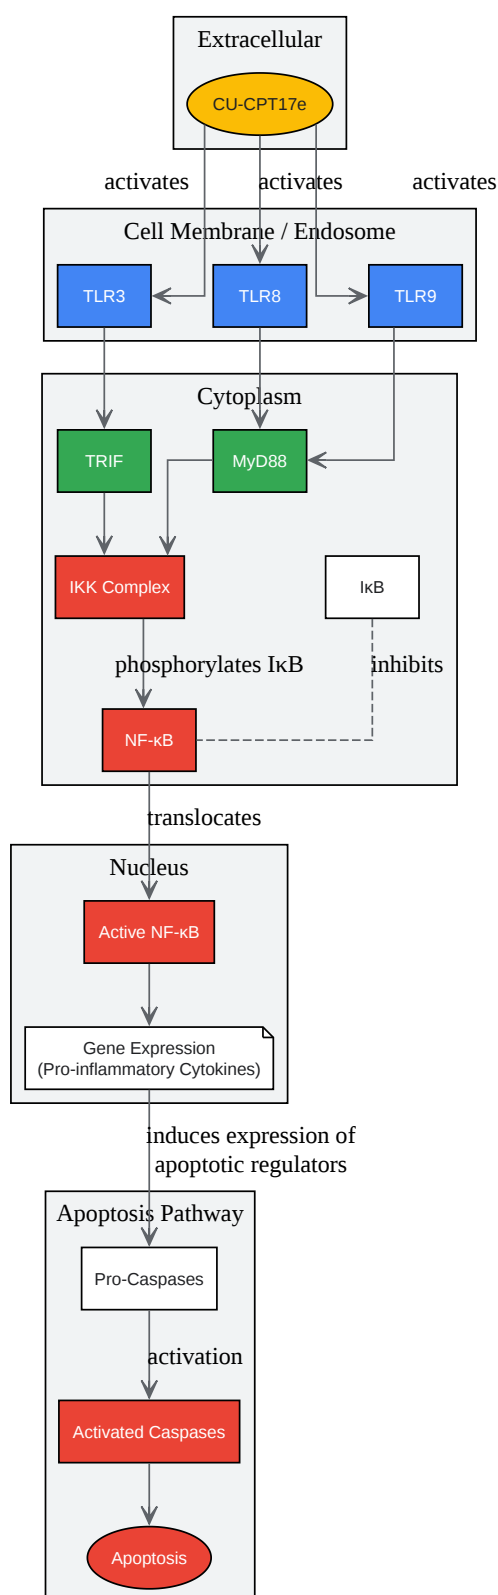 Extracellular
CU-CPT17e
activates
activates
activates
Cell Membrane / Endosome
TLR3
TLR8
TLR9
Cytoplasm
TRIF
MyD88
IKK Complex
IκB
phosphorylates IκB
inhibits
NF-κB
translocates
Nucleus
Active NF-κB
Gene Expression
(Pro-inflammatory Cytokines)
induces expression of
apoptotic regulators
Apoptosis Pathway
Pro-Caspases
activation
Activated Caspases
Apoptosis